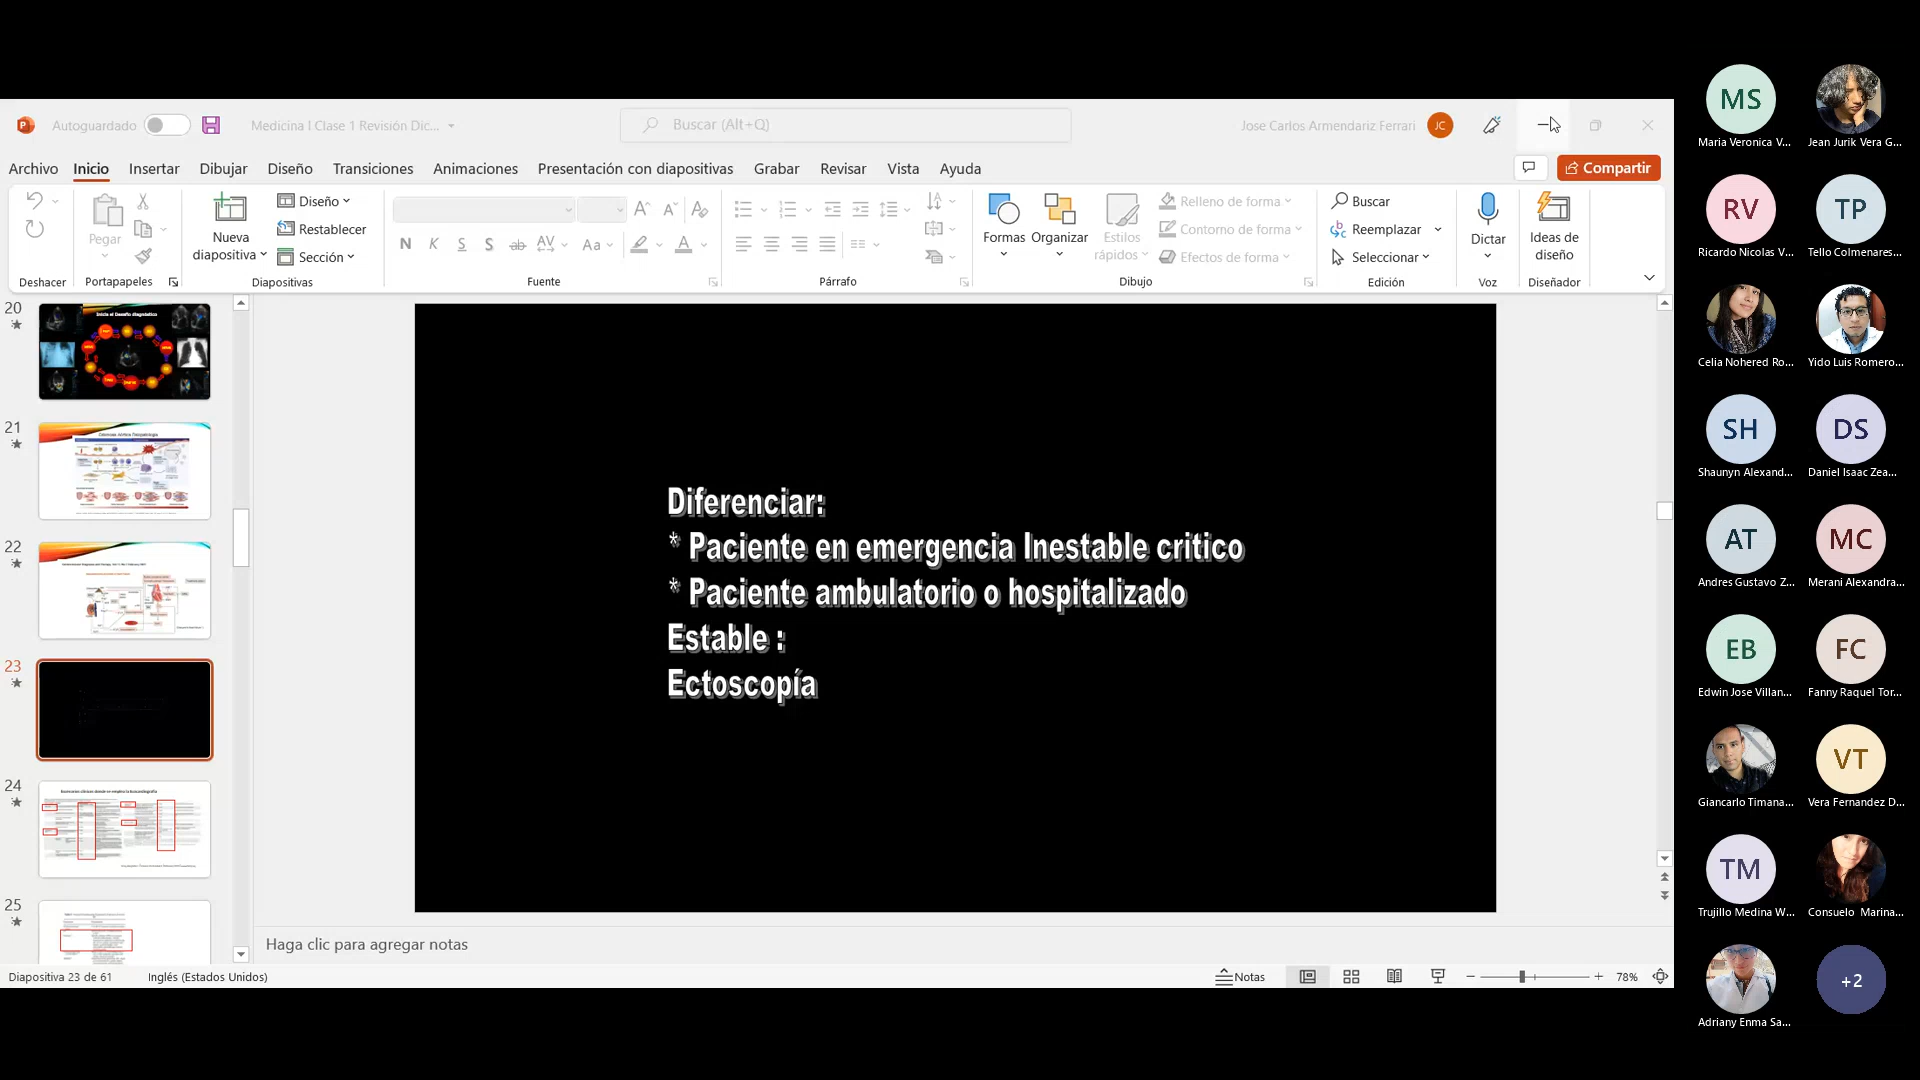 Autoguardado
Medicina I Clase 1 Revisión Dic...
Buscar (Alt+Q)
Jose Carlos Armendariz Ferrari
JC
Archivo Inicio Insertar Dibujar Diseño Transiciones Animaciones Presentación con diapositivas Grabar Revisar Vista Ayuda
Compartir
Pegar
Nueva diapositiva
Diseño
Restablecer
Sección
N K S S ab AV Aa A
Formas
Organizar
Estilos rápidos
Relleno de forma
Contorno de forma
Efectos de forma
Buscar
Reemplazar
Seleccionar
Dictar
Ideas de diseño
Deshacer Portapapeles Diapositivas Fuente Párrafo Dibujo Edición Voz Diseñador
20
Inicia el Desafío diagnóstico
21
22
23
24
25
Diferenciar:
* Paciente en emergencia Inestable critico
* Paciente ambulatorio o hospitalizado
Estable :
Ectoscopía
Haga clic para agregar notas
Diapositiva 23 de 61
Inglés (Estados Unidos)
Notas
78%
MS
Maria Veronica V...
Jean Jurik Vera G...
RV
Ricardo Nicolas V...
TP
Tello Colmenares...
Celia Nohered Ro...
Yido Luis Romero...
SH
Shaunyn Alexand...
DS
Daniel Isaac Zea...
AT
Andres Gustavo Z...
MC
Merani Alexandra...
EB
Edwin Jose Villan...
FC
Fanny Raquel Tor...
Giancarlo Timana...
VT
Vera Fernandez D...
TM
Trujillo Medina W...
Consuelo Marina...
Adriany Enma Sa...
+2